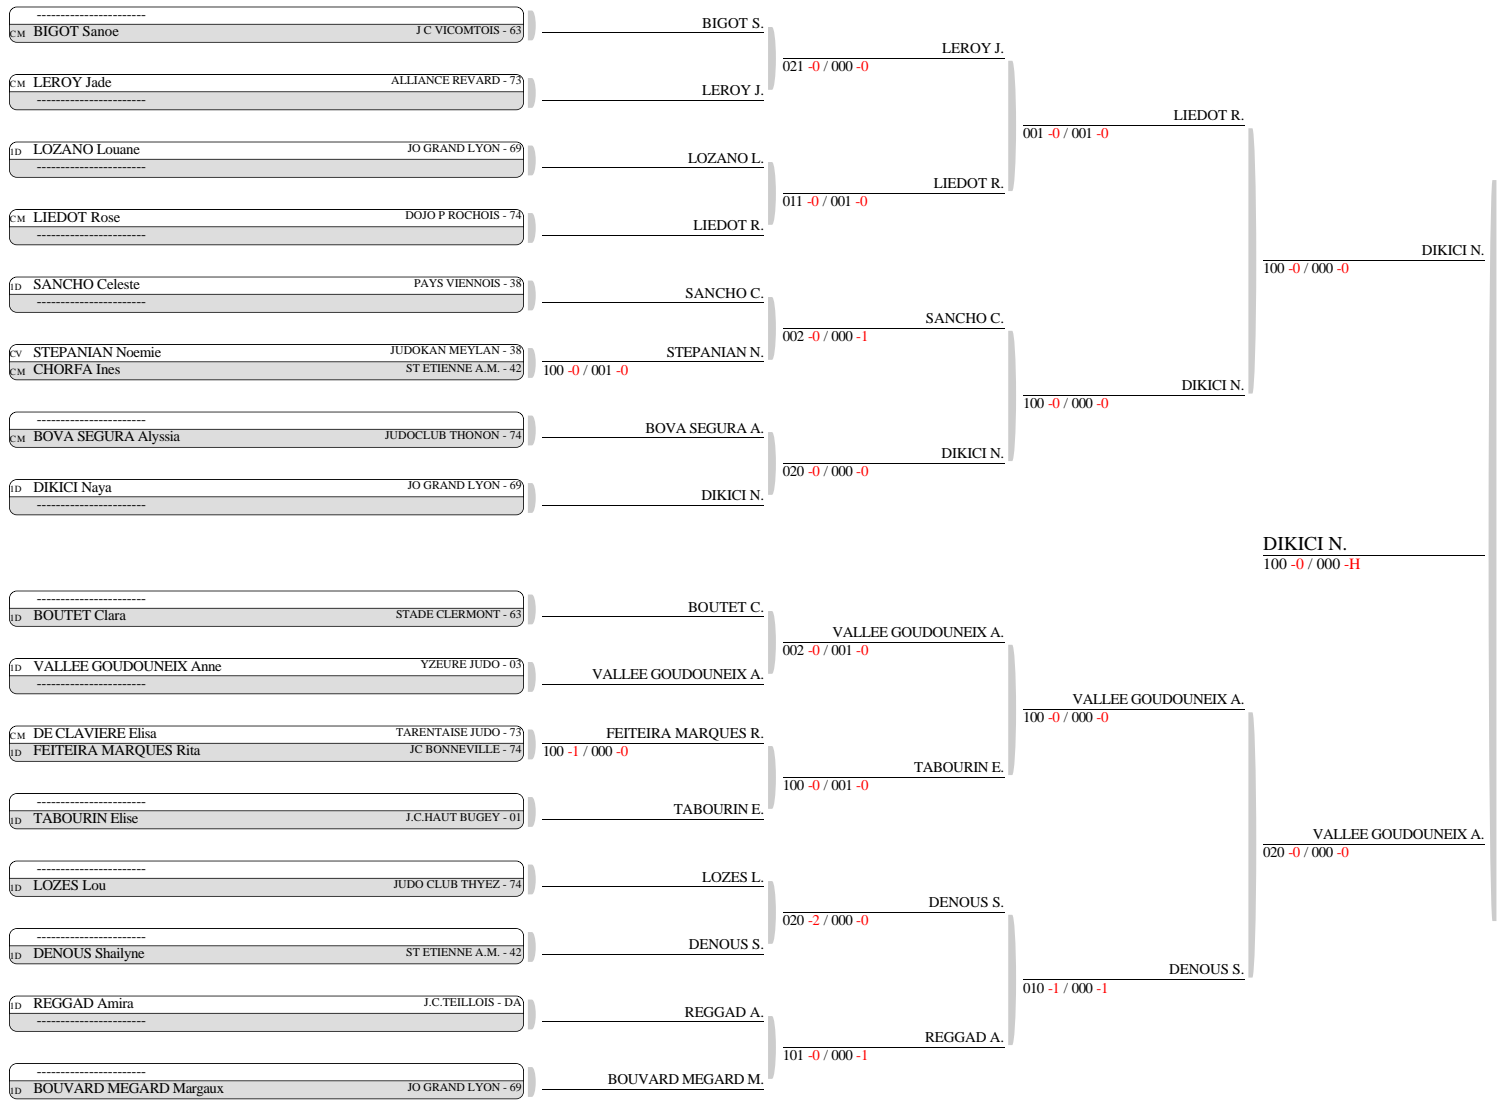 -----------------------
CM BIGOT Sanoe J C VICOMTOIS - 63
CM LEROY Jade ALLIANCE REVARD - 73
-----------------------
1D LOZANO Louane JO GRAND LYON - 69
-----------------------
CM LIEDOT Rose DOJO P ROCHOIS - 74
-----------------------
1D SANCHO Celeste PAYS VIENNOIS - 38
-----------------------
CV STEPANIAN Noemie JUDOKAN MEYLAN - 38
CM CHORFA Ines ST ETIENNE A.M. - 42
-----------------------
CM BOVA SEGURA Alyssia JUDOCLUB THONON - 74
1D DIKICI Naya JO GRAND LYON - 69
-----------------------
-----------------------
1D BOUTET Clara STADE CLERMONT - 63
1D VALLEE GOUDOUNEIX Anne YZEURE JUDO - 03
-----------------------
CM DE CLAVIERE Elisa TARENTAISE JUDO - 73
1D FEITEIRA MARQUES Rita JC BONNEVILLE - 74
-----------------------
1D TABOURIN Elise J.C.HAUT BUGEY - 01
-----------------------
1D LOZES Lou JUDO CLUB THYEZ - 74
-----------------------
1D DENOUS Shailyne ST ETIENNE A.M. - 42
1D REGGAD Amira J.C.TEILLOIS - DA
-----------------------
-----------------------
1D BOUVARD MEGARD Margaux JO GRAND LYON - 69
BIGOT S.
LEROY J.
LOZANO L.
LIEDOT R.
SANCHO C.
STEPANIAN N.
100 -0 / 001 -0
BOVA SEGURA A.
DIKICI N.
BOUTET C.
VALLEE GOUDOUNEIX A.
FEITEIRA MARQUES R.
100 -1 / 000 -0
TABOURIN E.
LOZES L.
DENOUS S.
REGGAD A.
BOUVARD MEGARD M.
LEROY J.
021 -0 / 000 -0
LIEDOT R.
011 -0 / 001 -0
SANCHO C.
002 -0 / 000 -1
DIKICI N.
020 -0 / 000 -0
VALLEE GOUDOUNEIX A.
002 -0 / 001 -0
TABOURIN E.
100 -0 / 001 -0
DENOUS S.
020 -2 / 000 -0
REGGAD A.
101 -0 / 000 -1
LIEDOT R.
001 -0 / 001 -0
DIKICI N.
100 -0 / 000 -0
VALLEE GOUDOUNEIX A.
100 -0 / 000 -0
DENOUS S.
010 -1 / 000 -1
DIKICI N.
100 -0 / 000 -0
DIKICI N.
100 -0 / 000 -H
VALLEE GOUDOUNEIX A.
020 -0 / 000 -0